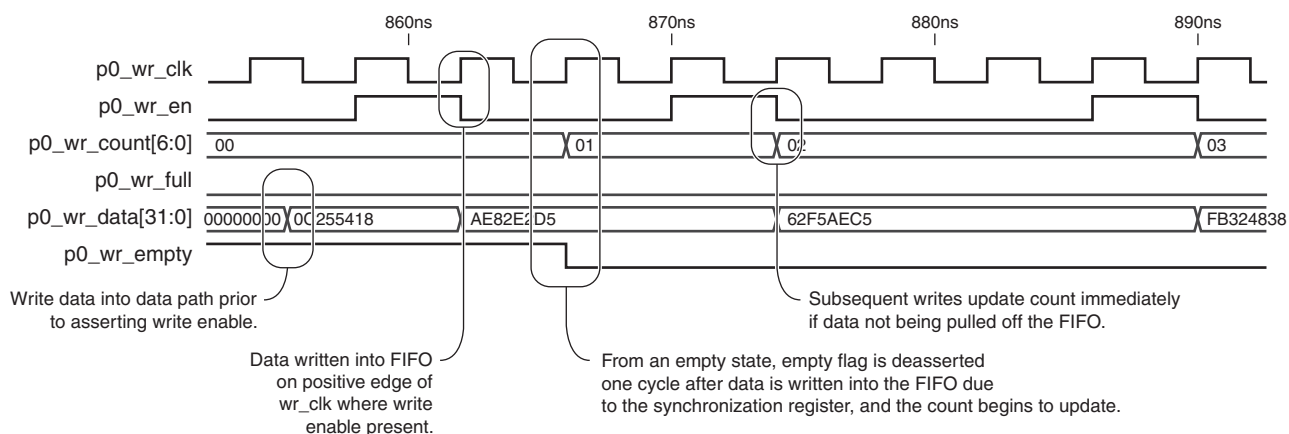 860ns 870ns 880ns 890ns
p0_wr_clk
p0_wr_en
p0_wr_count[6:0] 00 01 02 03
p0_wr_full
p0_wr_data[31:0] 00000000 0C255418 AE82E2D5 62F5AEC5 FB324838
p0_wr_empty
Write data into data path prior
to asserting write enable.
Subsequent writes update count immediately
if data not being pulled off the FIFO.
Data written into FIFO
on positive edge of
wr_clk where write
enable present.
From an empty state, empty flag is deasserted
one cycle after data is written into the FIFO due
to the synchronization register, and the count begins to update.